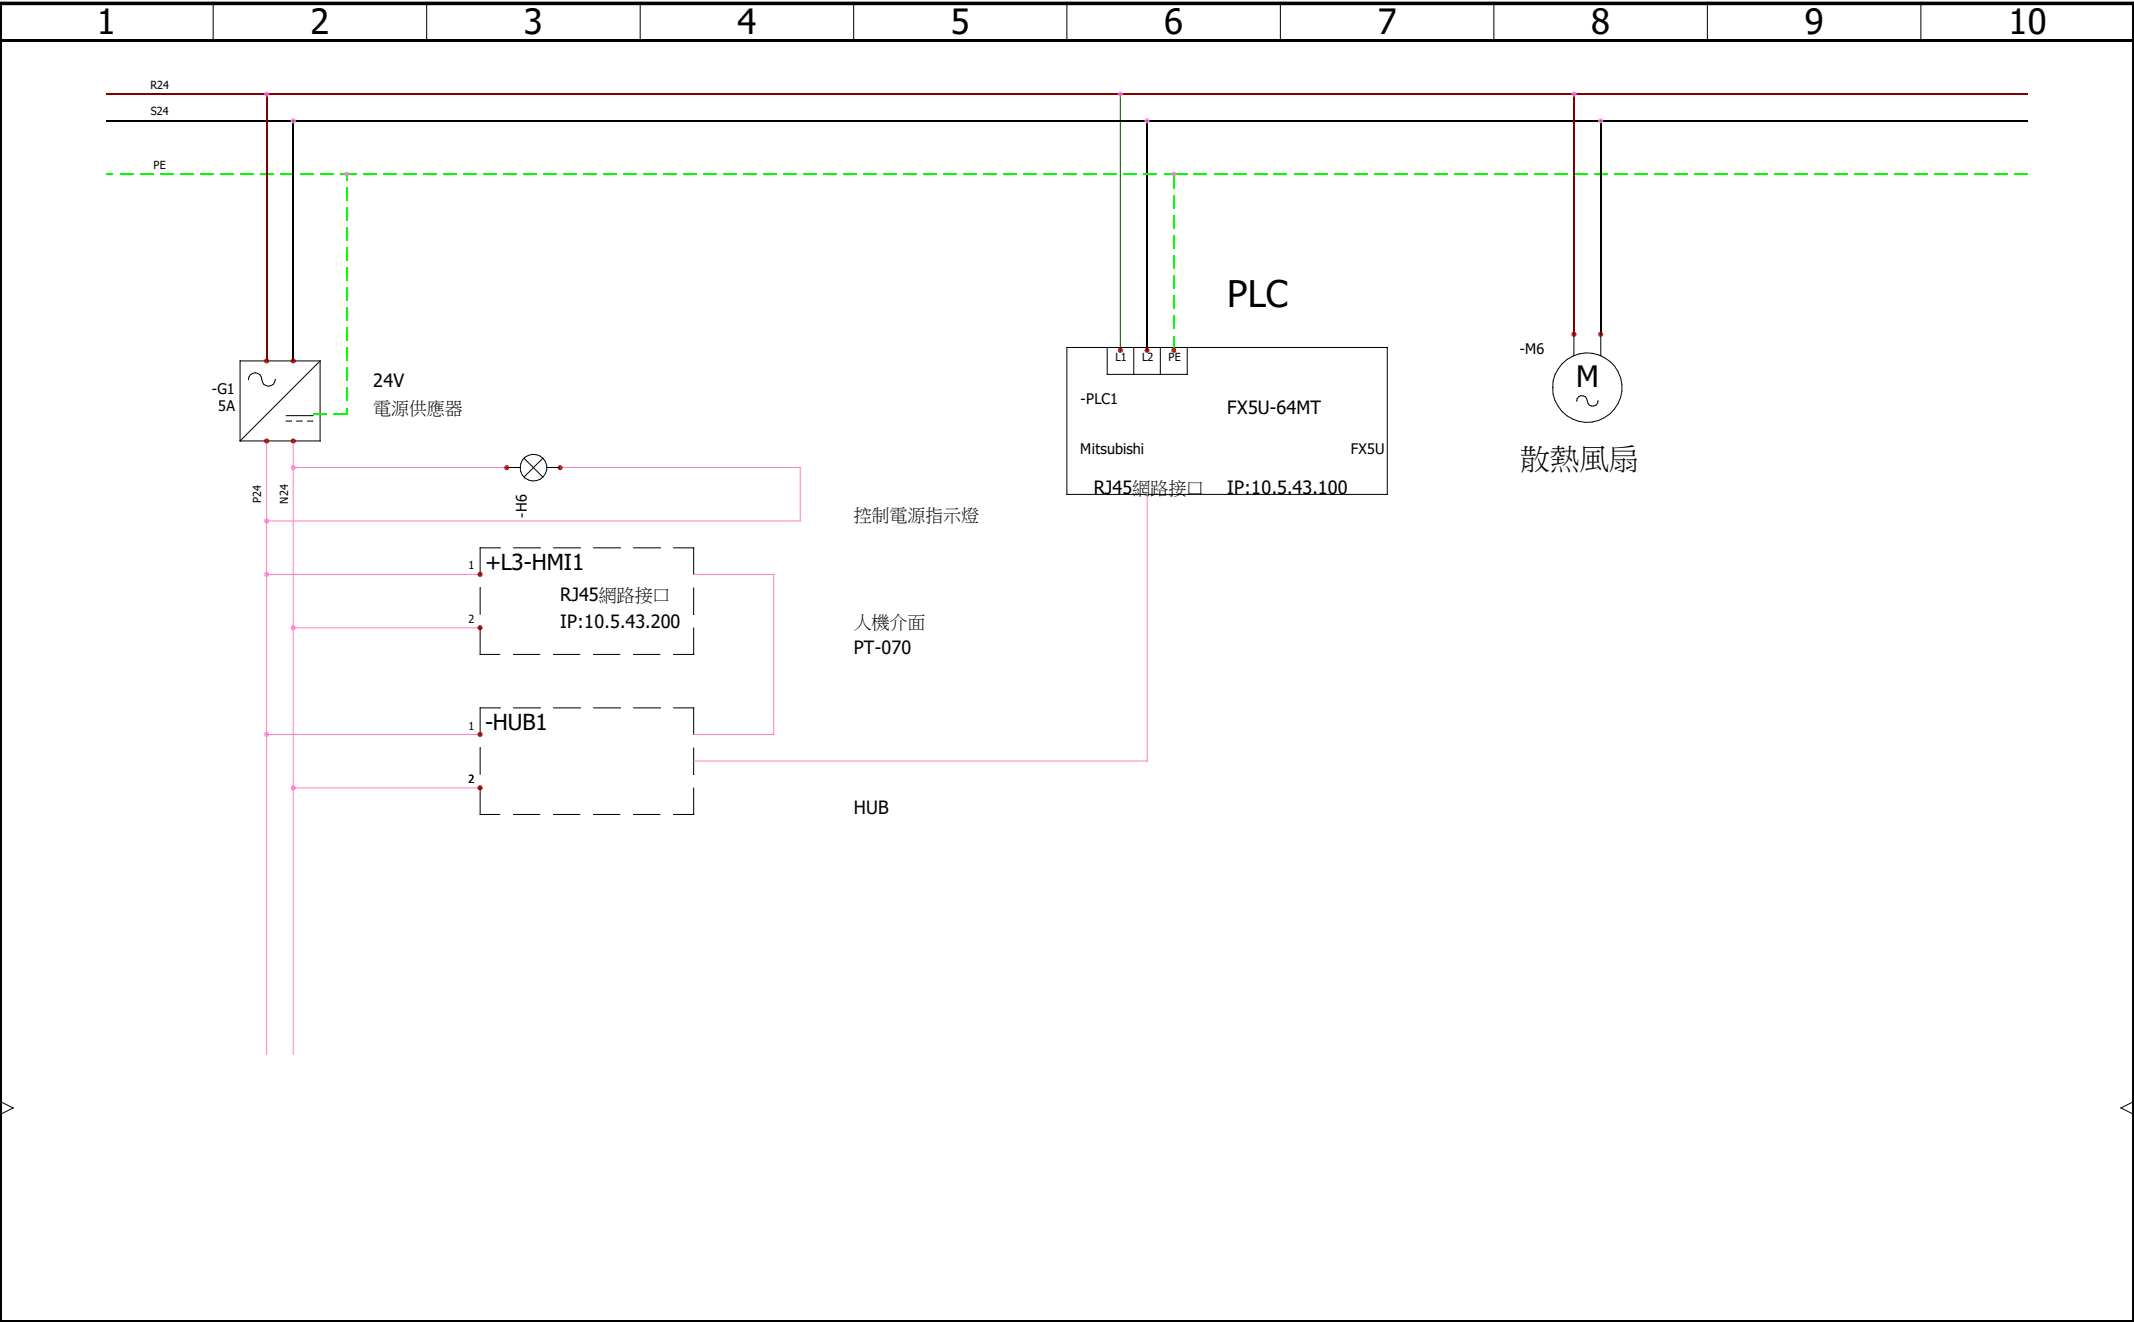 1 2 3 4 5 6 7 8 9 10
R24
S24
PE
PLC
L1 L2 PE
-M6
M
-G1
5A
24V
電源供應器
-PLC1
FX5U-64MT
Mitsubishi
FX5U
RJ45網路接口 IP:10.5.43.100
散熱風扇
P24
N24
-H6
控制電源指示燈
1
+L3-HMI1
RJ45網路接口
2
IP:10.5.43.200
人機介面
PT-070
1
-HUB1
2
HUB